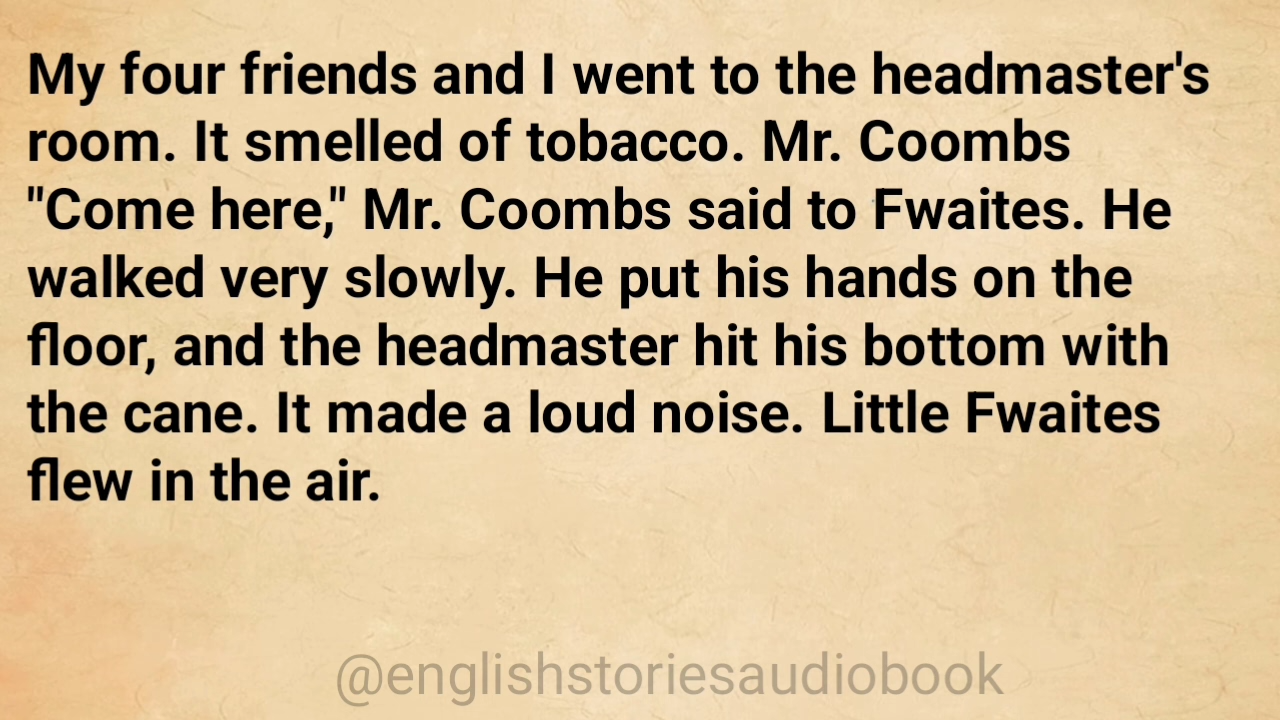 My four friends and I went to the headmaster's
room. It smelled of tobacco. Mr. Coombs
"Come here," Mr. Coombs said to Fwaites. He
walked very slowly. He put his hands on the
floor, and the headmaster hit his bottom with
the cane. It made a loud noise. Little Fwaites
flew in the air.
@englishstoriesaudiobook